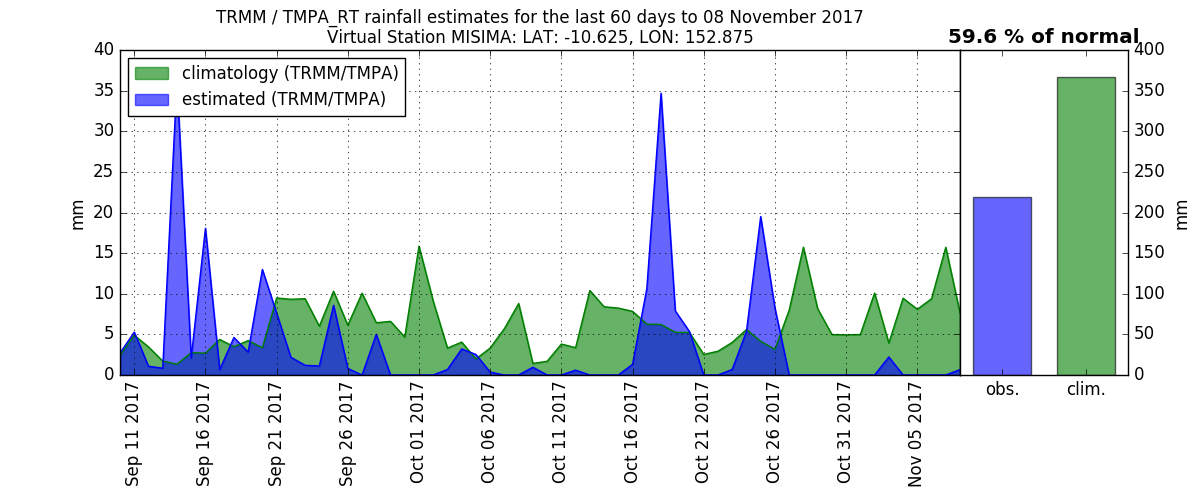 TRMM / TMPA_RT rainfall estimates for the last 60 days to 08 November 2017
Virtual Station MISIMA: LAT: -10.625, LON: 152.875
59.6 % of normal
climatology (TRMM/TMPA)
estimated (TRMM/TMPA)
40
35
30
25
20
15
10
5
0
mm
400
350
300
250
200
150
100
50
0
mm
Sep 11 2017
Sep 16 2017
Sep 21 2017
Sep 26 2017
Oct 01 2017
Oct 06 2017
Oct 11 2017
Oct 16 2017
Oct 21 2017
Oct 26 2017
Oct 31 2017
Nov 05 2017
obs.
clim.